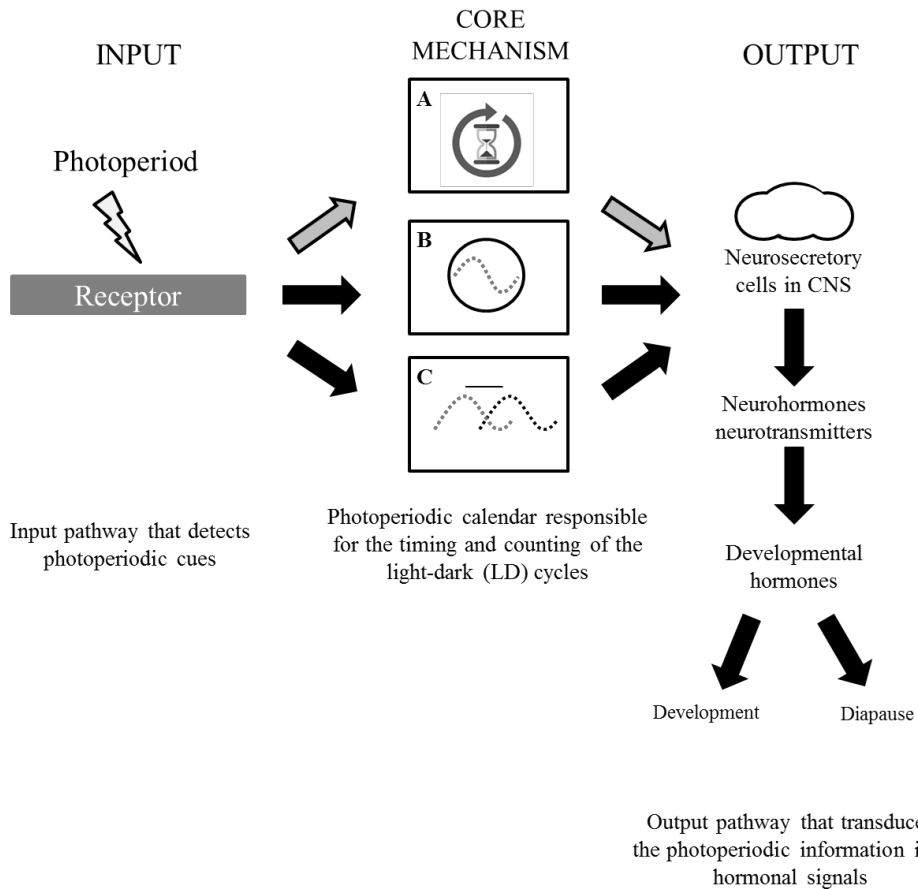 INPUT
CORE
MECHANISM
OUTPUT
Photoperiod
Receptor
A
B
C
Neurosecretory
cells in CNS
Neurohormones
neurotransmitters
Developmental
hormones
Development
Diapause
Input pathway that detects
photoperiodic cues
Photoperiodic calendar responsible
for the timing and counting of the
light-dark (LD) cycles
Output pathway that transduce
the photoperiodic information i
hormonal signals